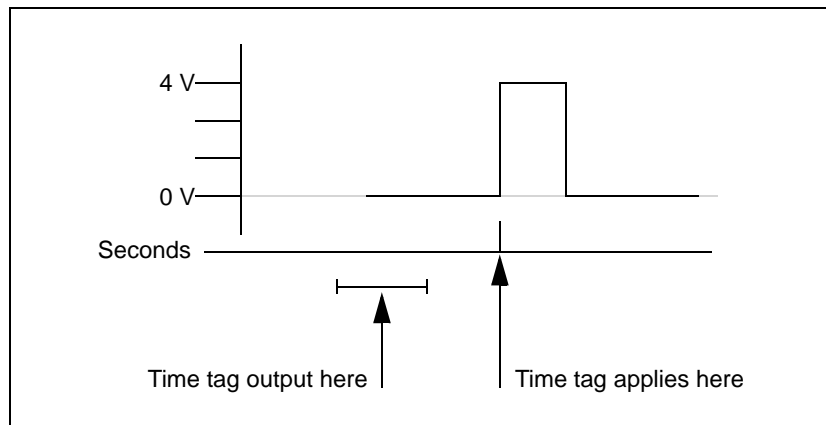 4 V
0 V
Seconds
Time tag output here
Time tag applies here